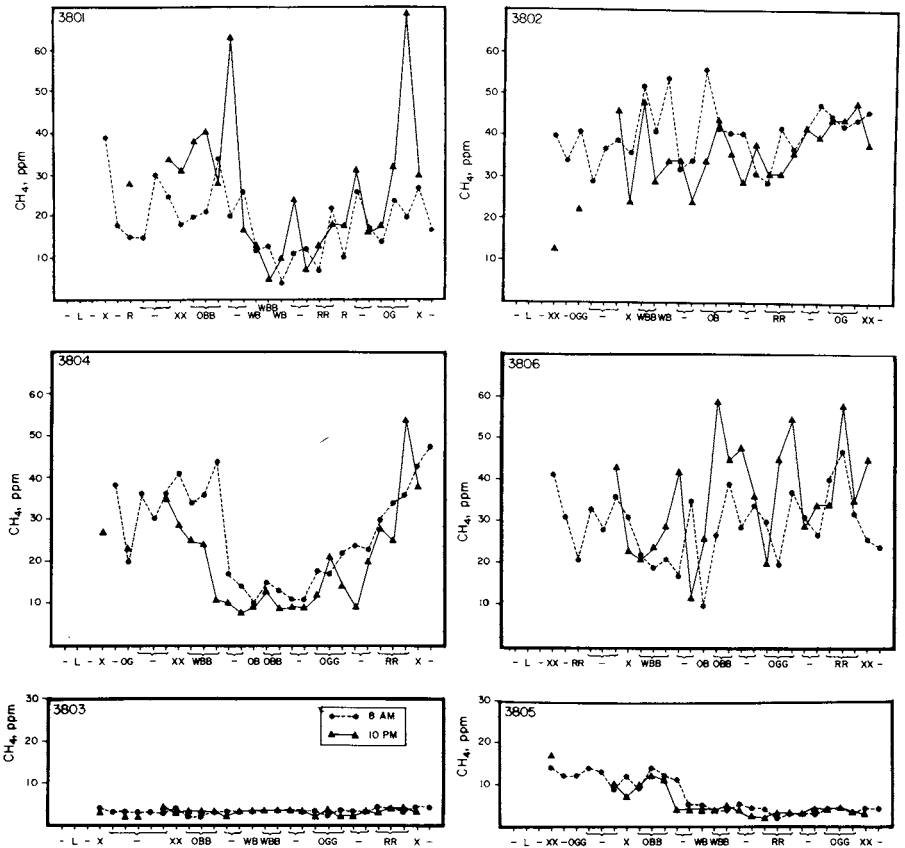 3801
CH₄, ppm
60
50
40
30
20
10
- L - X - R - XX OBB - WB WBB WB - RR R - OG X -
3802
CH₄, ppm
60
50
40
30
20
10
- L - XX - OGG - X WBB WB - OB - RR - OG XX -
3804
CH₄, ppm
60
50
40
30
20
10
- L - X - OG - XX WBB - OB OBB - OGG - RR X -
3806
CH₄, ppm
60
50
40
30
20
10
- L - XX - RR - X WBB - OB OBB - OGG - RR XX -
3803
CH₄, ppm
30
20
10
8 AM
10 PM
- L - X - XX OBB - WB WBB - OGG - RR X -
3805
CH₄, ppm
30
20
10
- L - XX - OGG - X OBB - WB WBB - RR - OG XX -